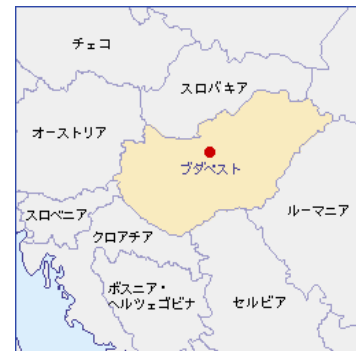 チェコ
スロバキア
オーストリア
ブダペスト
スロベニア
ルーマニア
クロアチア
ボスニア・
ヘルツェゴビナ
セルビア